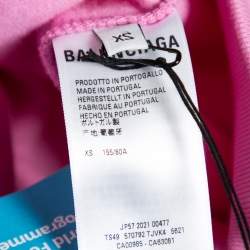 XS
BALENCIAGA
PRODOTTO IN PORTOGALLO
MADE IN PORTUGAL
HERGESTELLT IN PORTUGAL
FABRIQUÉ AU PORTUGAL
HECHO EN PORTUGAL
ポルトガル製
产地:葡萄牙
XS 155/80A
JP57 2021 00477
TS49 570792 TJVK4 5621
CA00985 - CA63081